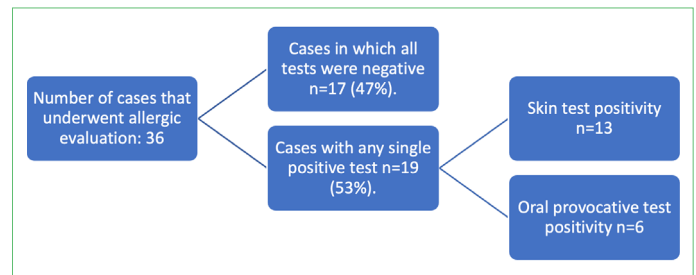 Number of cases that
underwent allergic
evaluation: 36
Cases in which all
tests were negative
n=17 (47%).
Cases with any single
positive test n=19
(53%).
Skin test positivity
n=13
Oral provocative test
positivity n=6